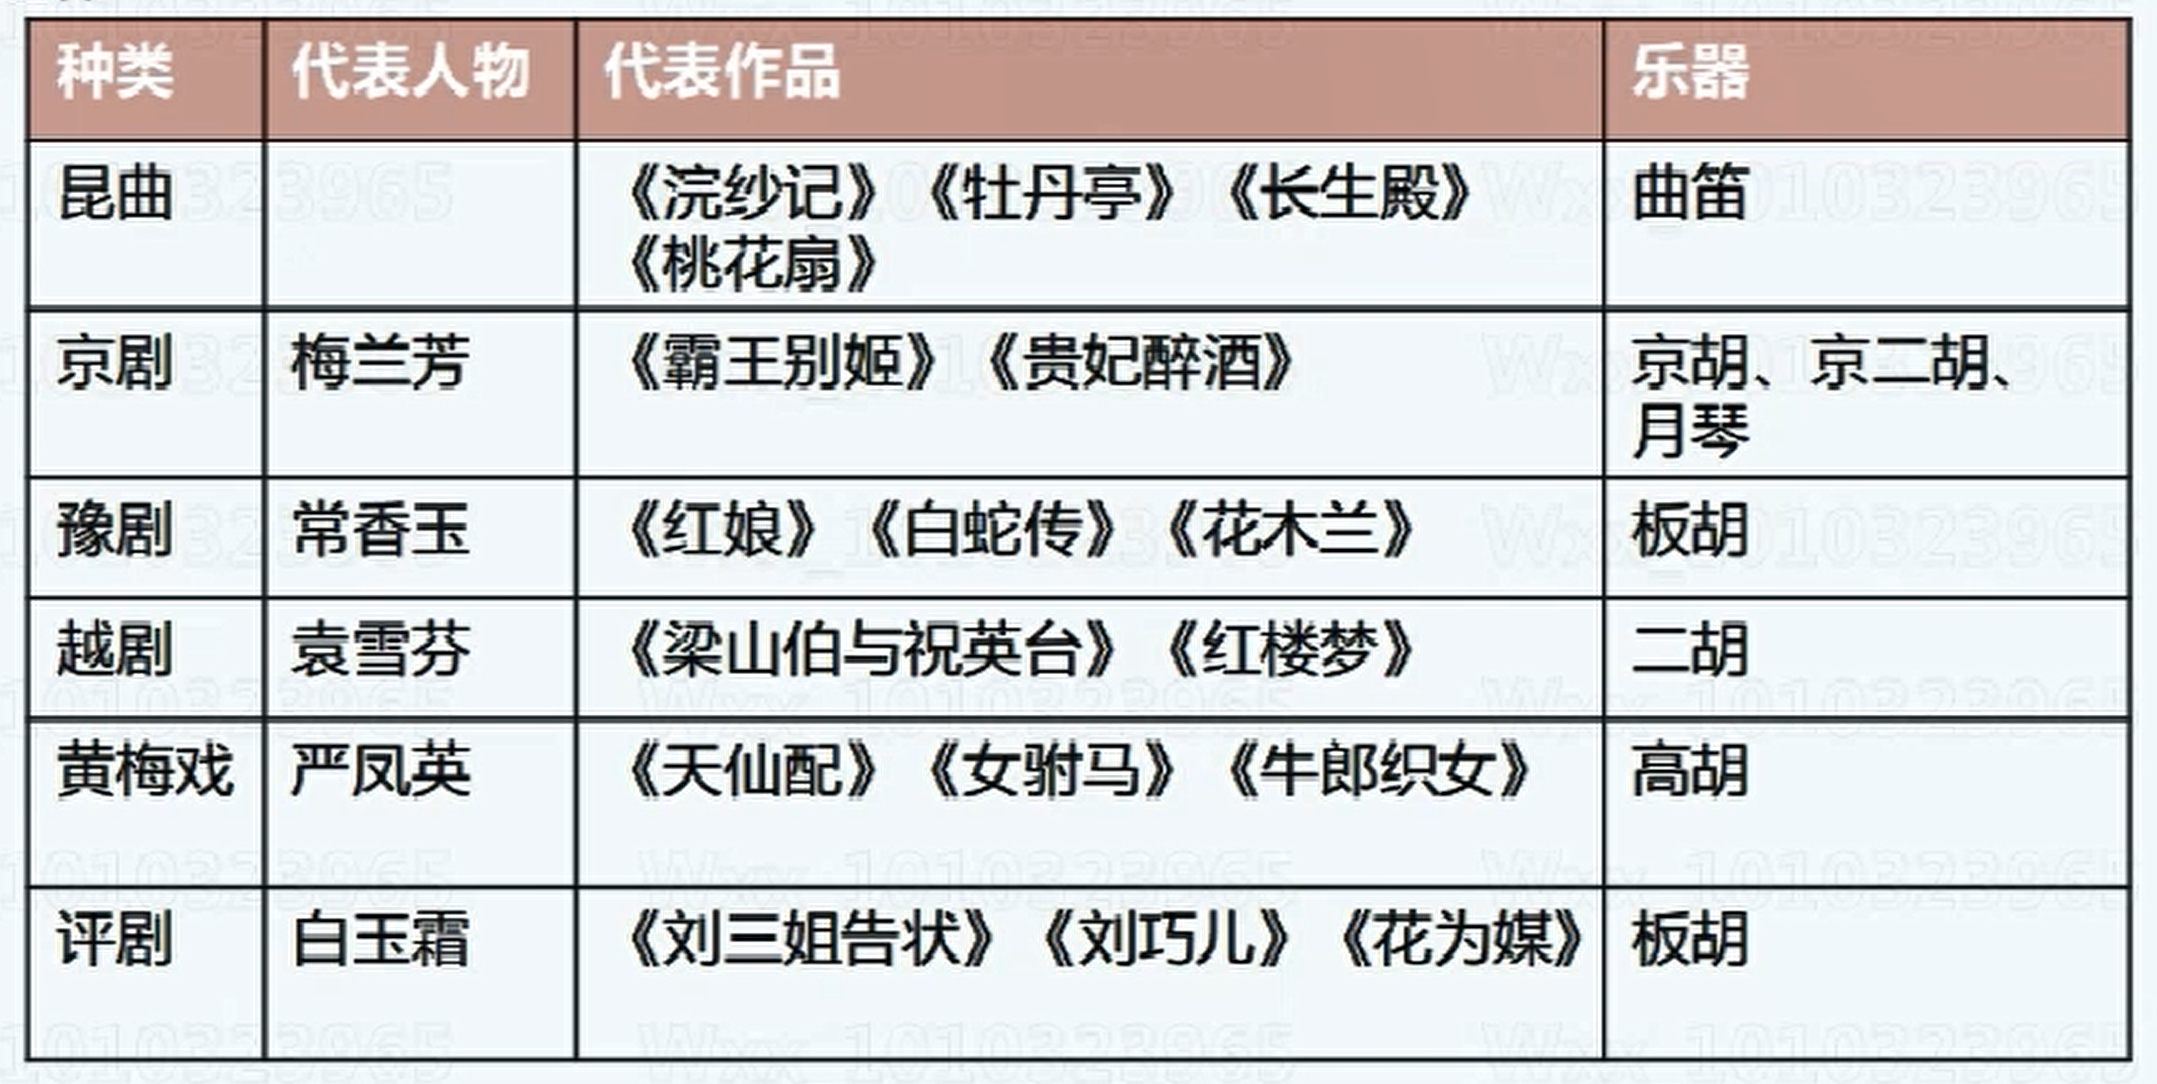 种类 代表人物 代表作品 乐器
昆曲 《浣纱记》《牡丹亭》《长生殿》 曲笛
《桃花扇》
京剧 梅兰芳 《霸王别姬》《贵妃醉酒》 京胡、京二胡、
月琴
豫剧 常香玉 《红娘》《白蛇传》《花木兰》 板胡
越剧 袁雪芬 《梁山伯与祝英台》《红楼梦》 二胡
黄梅戏 严凤英 《天仙配》《女驸马》《牛郎织女》 高胡
评剧 白玉霜 《刘三姐告状》《刘巧儿》《花为媒》 板胡